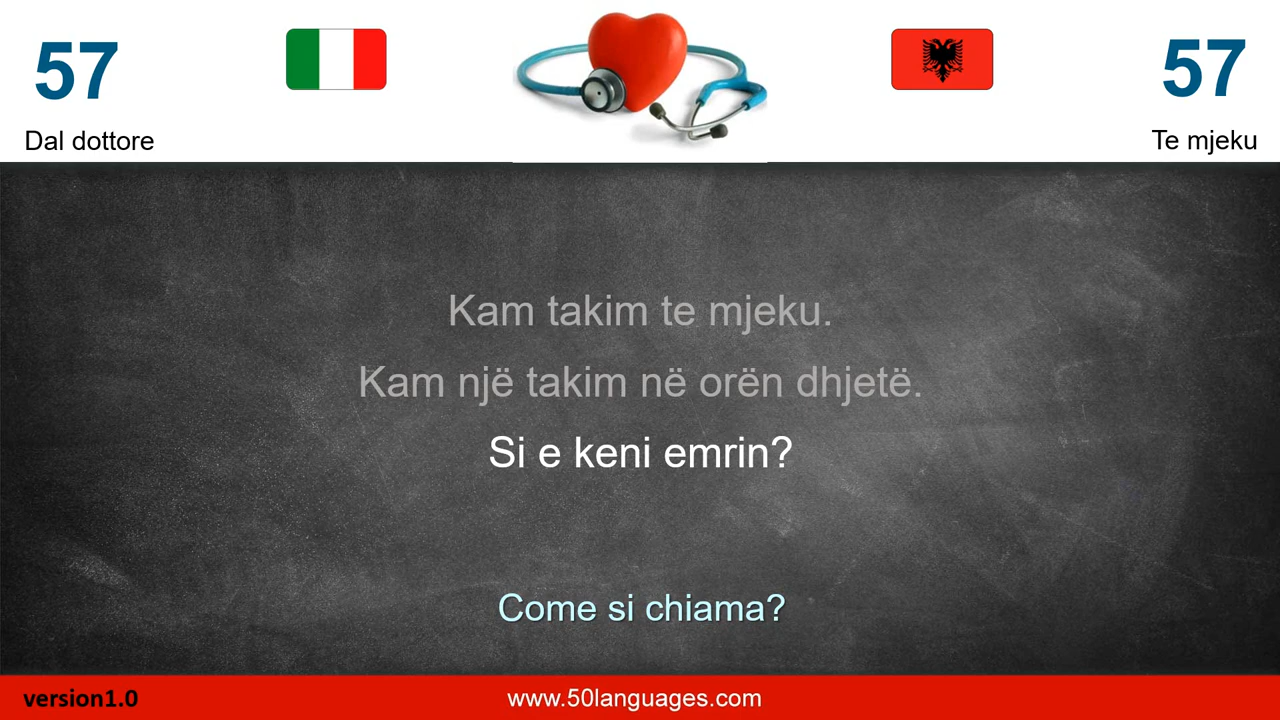 57
57
Dal dottore
Te mjeku
Kam takim te mjeku.
Kam një takim në orën dhjetë.
Si e keni emrin?
Come si chiama?
version1.0
www.50languages.com